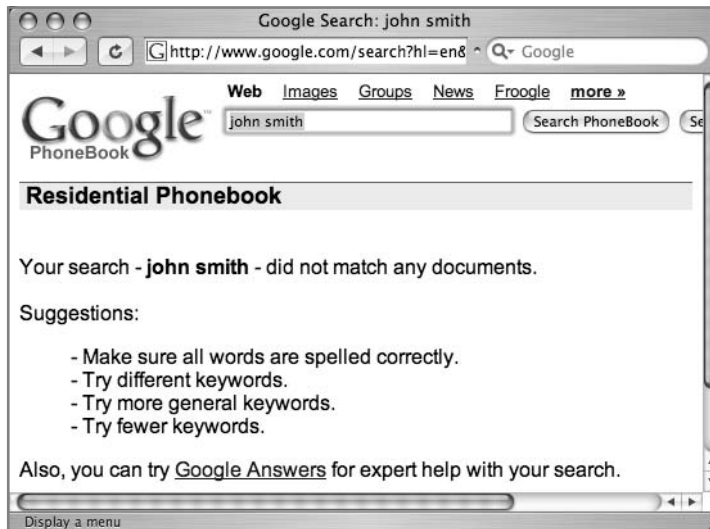 Google Search: john smith
G http://www.google.com/search?hl=en& Google
Web Images Groups News Froogle more »
Google™
PhoneBook
john smith Search PhoneBook Se
Residential Phonebook
Your search - john smith - did not match any documents.
Suggestions:
- Make sure all words are spelled correctly.
- Try different keywords.
- Try more general keywords.
- Try fewer keywords.
Also, you can try Google Answers for expert help with your search.
Display a menu